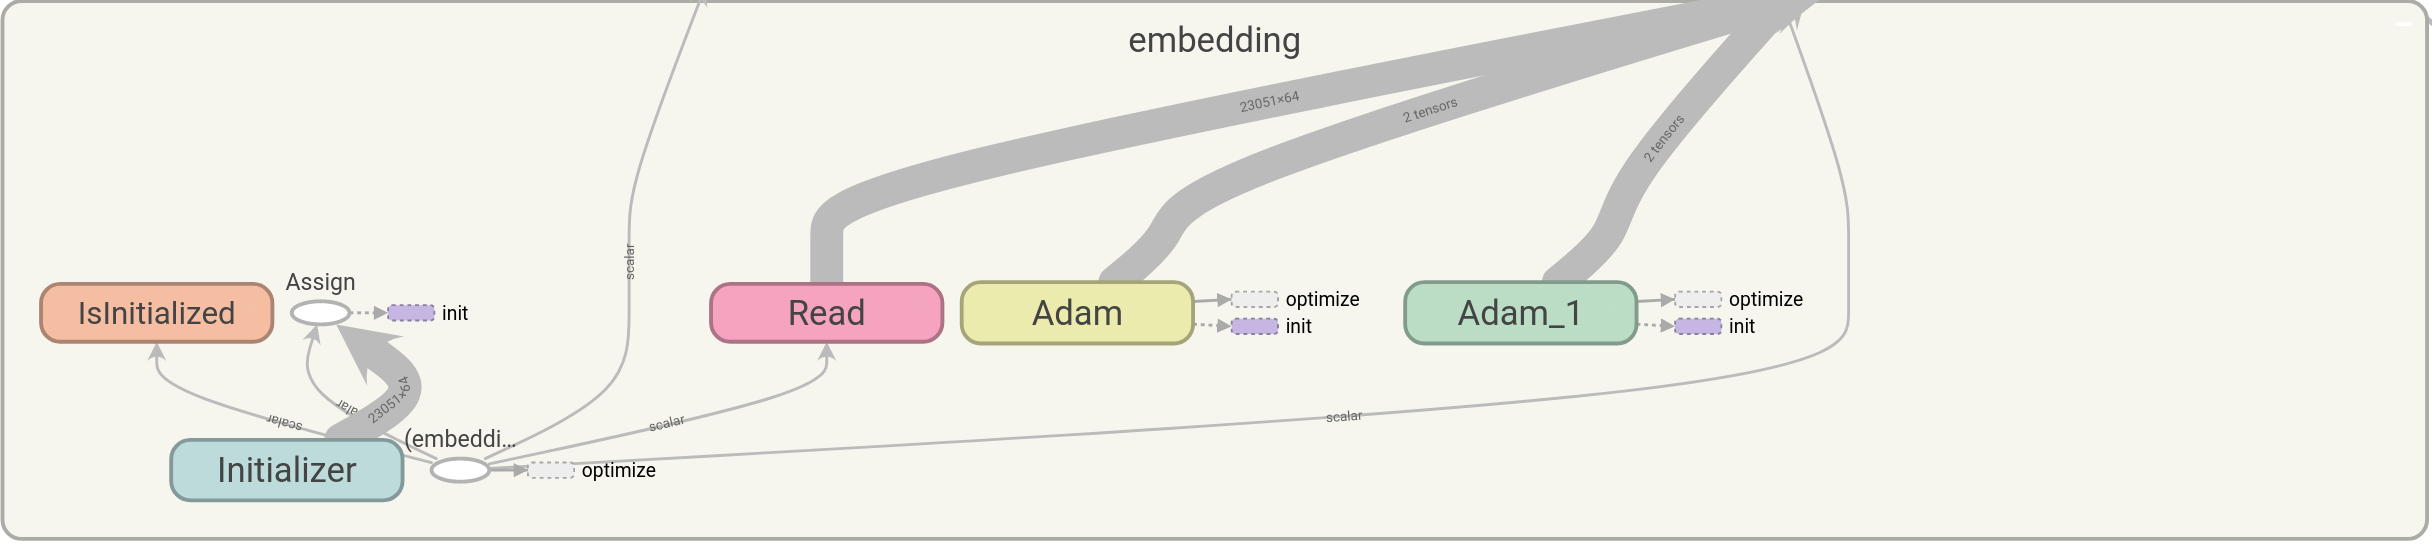 embedding
23051×64
2 tensors
2 tensors
scalar
Assign
IsInitialized
init
Read
Adam
optimize
init
Adam_1
optimize
init
23051×64
alar
scalar
scalar
scalar
(embeddi...
Initializer
optimize